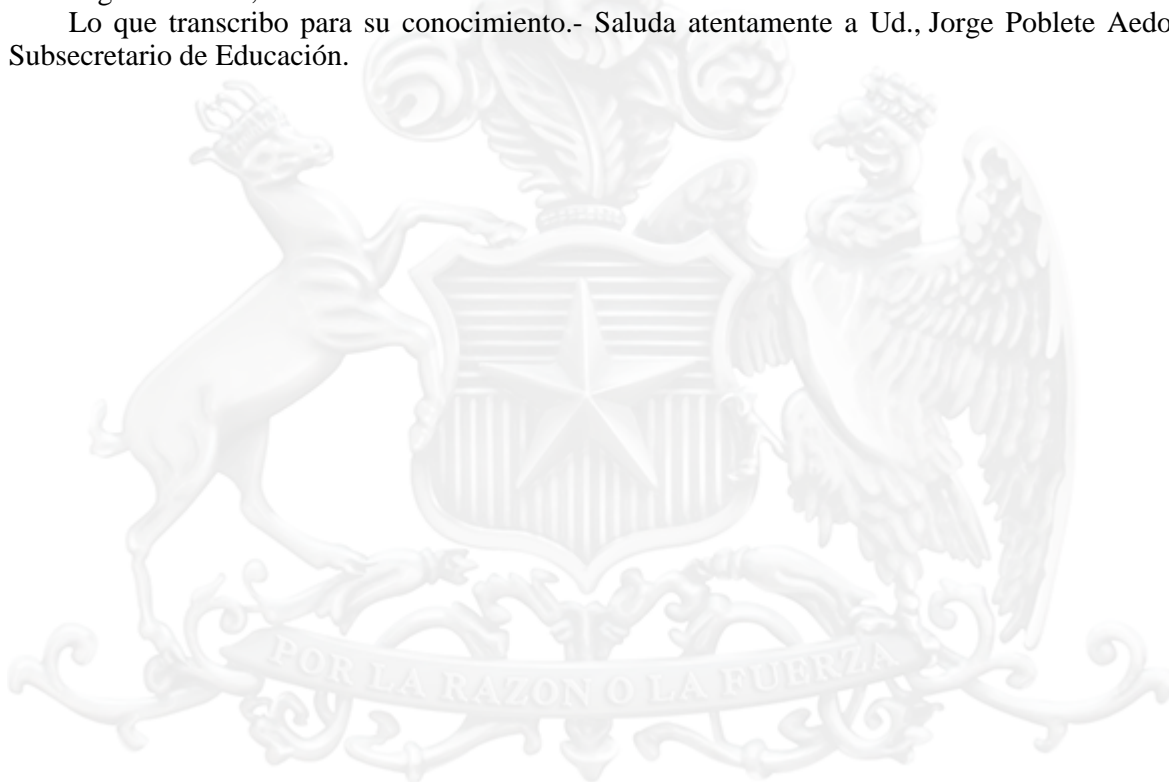 Lo que transcribo para su conocimiento.- Saluda atentamente a Ud., Jorge Poblete Aedo
Subsecretario de Educación.
POR LA RAZON O LA FUERZA